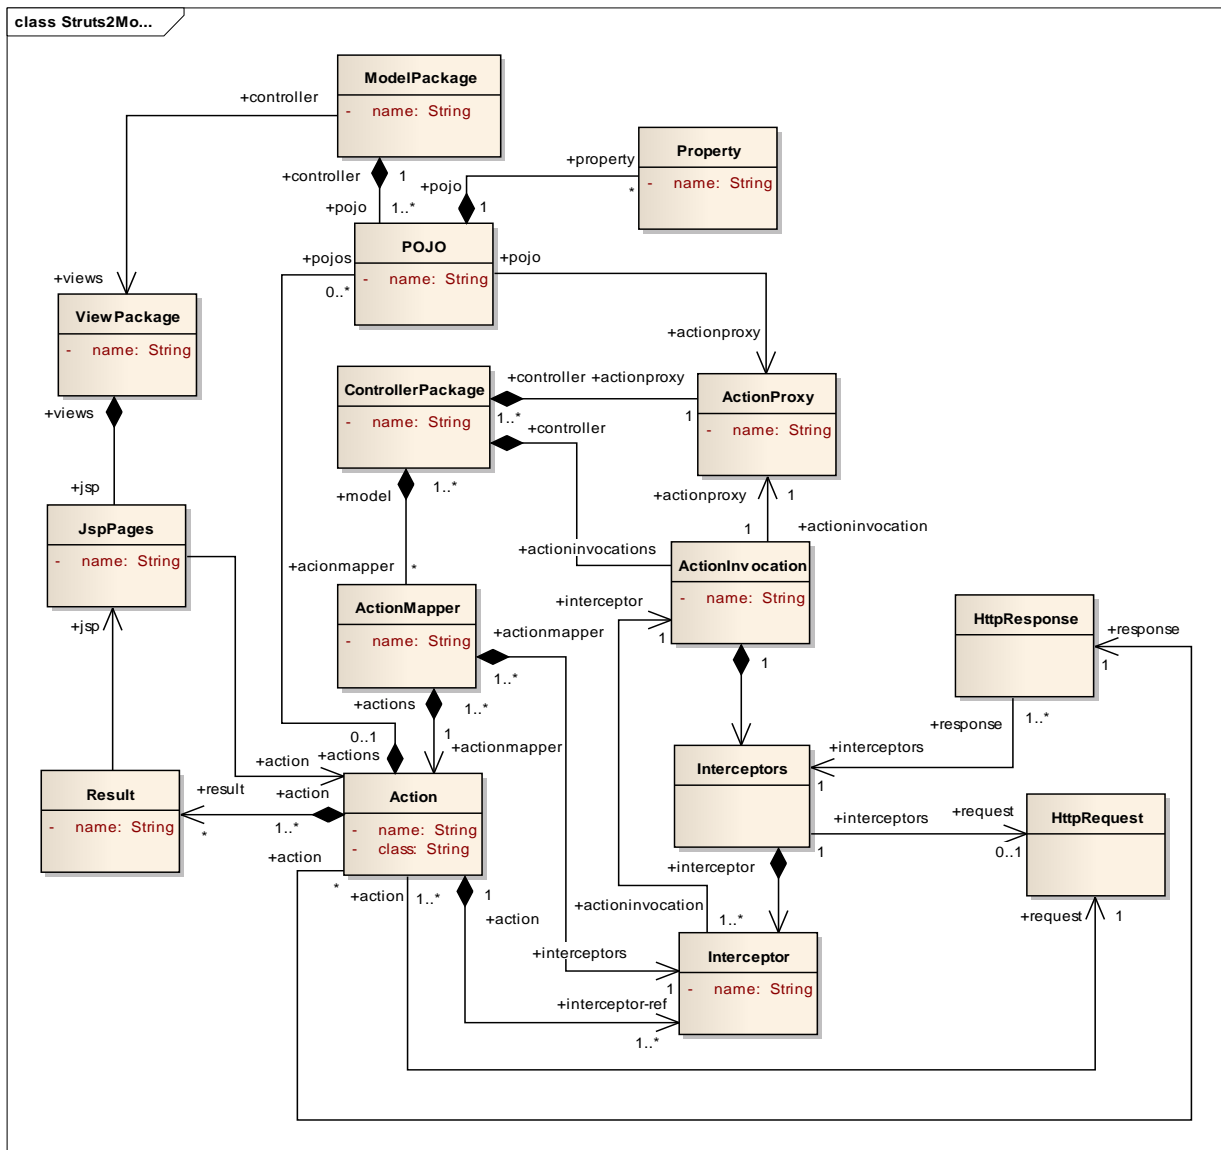 class Struts2Mo...
ModelPackage
- name: String
+controller
+controller
1
+pojo
1..*
Property
- name: String
+property
*
+pojo
1
POJO
- name: String
+pojos
0..*
+pojo
+actionproxy
+views
ViewPackage
- name: String
+views
+jsp
ControllerPackage
- name: String
+controller +actionproxy
1..*
1
+controller
ActionProxy
- name: String
+model
1..*
+actionproxy
1
1
+actioninvocation
JspPages
- name: String
+jsp
+acionmapper
*
+actioninvocations
ActionInvocation
- name: String
+interceptor
1
1
ActionMapper
- name: String
+actionmapper
1..*
+actions
1..*
1
+actionmapper
HttpResponse
+response
1
1..*
+response
+interceptors
1
Interceptors
0..1
+actions
+action
+action
Result
- name: String
+result
*
1..*
Action
- name: String
- class: String
+interceptors
1
+request
0..1
HttpRequest
+action
*
+action
1..*
1
+action
+interceptor
+actioninvocation
1..*
+request
1
Interceptor
- name: String
+interceptors
1
+interceptor-ref
1..*